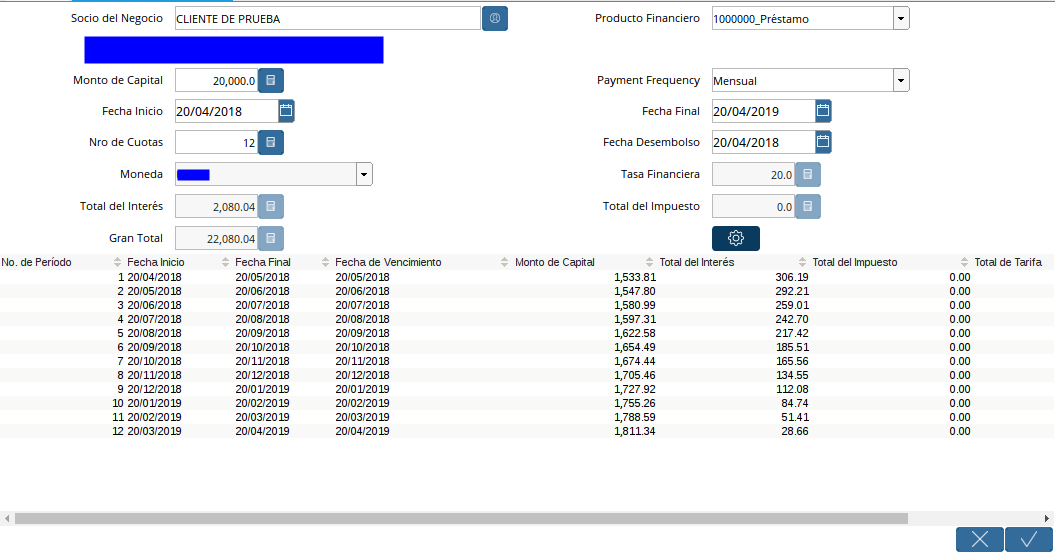 Socio del Negocio CLIENTE DE PRUEBA Producto Financiero 1000000_Préstamo
Monto de Capital 20,000.0 Payment Frequency Mensual
Fecha Inicio 20/04/2018 Fecha Final 20/04/2019
Nro de Cuotas 12 Fecha Desembolso 20/04/2018
Moneda Tasa Financiera 20.0
Total del Interés 2,080.04 Total del Impuesto 0.0
Gran Total 22,080.04
No. de Período Fecha Inicio Fecha Final Fecha de Vencimiento Monto de Capital Total del Interés Total del Impuesto Total de Tarifa
1 20/04/2018 20/05/2018 20/05/2018 1,533.81 306.19 0.00
2 20/05/2018 20/06/2018 20/06/2018 1,547.80 292.21 0.00
3 20/06/2018 20/07/2018 20/07/2018 1,580.99 259.01 0.00
4 20/07/2018 20/08/2018 20/08/2018 1,597.31 242.70 0.00
5 20/08/2018 20/09/2018 20/09/2018 1,622.58 217.42 0.00
6 20/09/2018 20/10/2018 20/10/2018 1,654.49 185.51 0.00
7 20/10/2018 20/11/2018 20/11/2018 1,674.44 165.56 0.00
8 20/11/2018 20/12/2018 20/12/2018 1,705.46 134.55 0.00
9 20/12/2018 20/01/2019 20/01/2019 1,727.92 112.08 0.00
10 20/01/2019 20/02/2019 20/02/2019 1,755.26 84.74 0.00
11 20/02/2019 20/03/2019 20/03/2019 1,788.59 51.41 0.00
12 20/03/2019 20/04/2019 20/04/2019 1,811.34 28.66 0.00